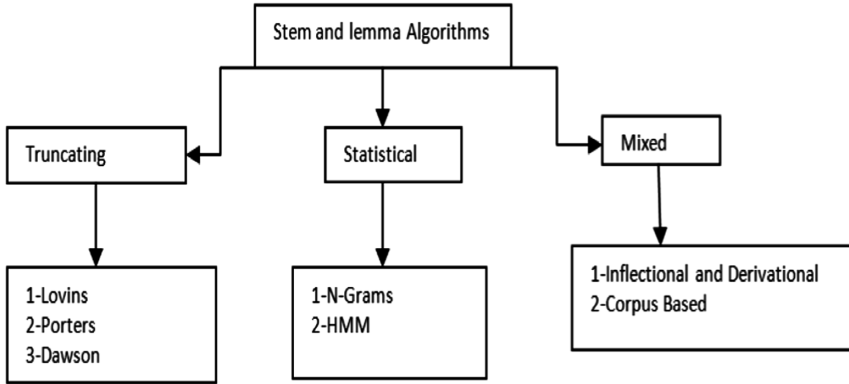 Stem and lemma Algorithms
Truncating
Statistical
Mixed
1-Lovins
2-Porters
3-Dawson
1-N-Grams
2-HMM
1-Inflectional and Derivational
2-Corpus Based